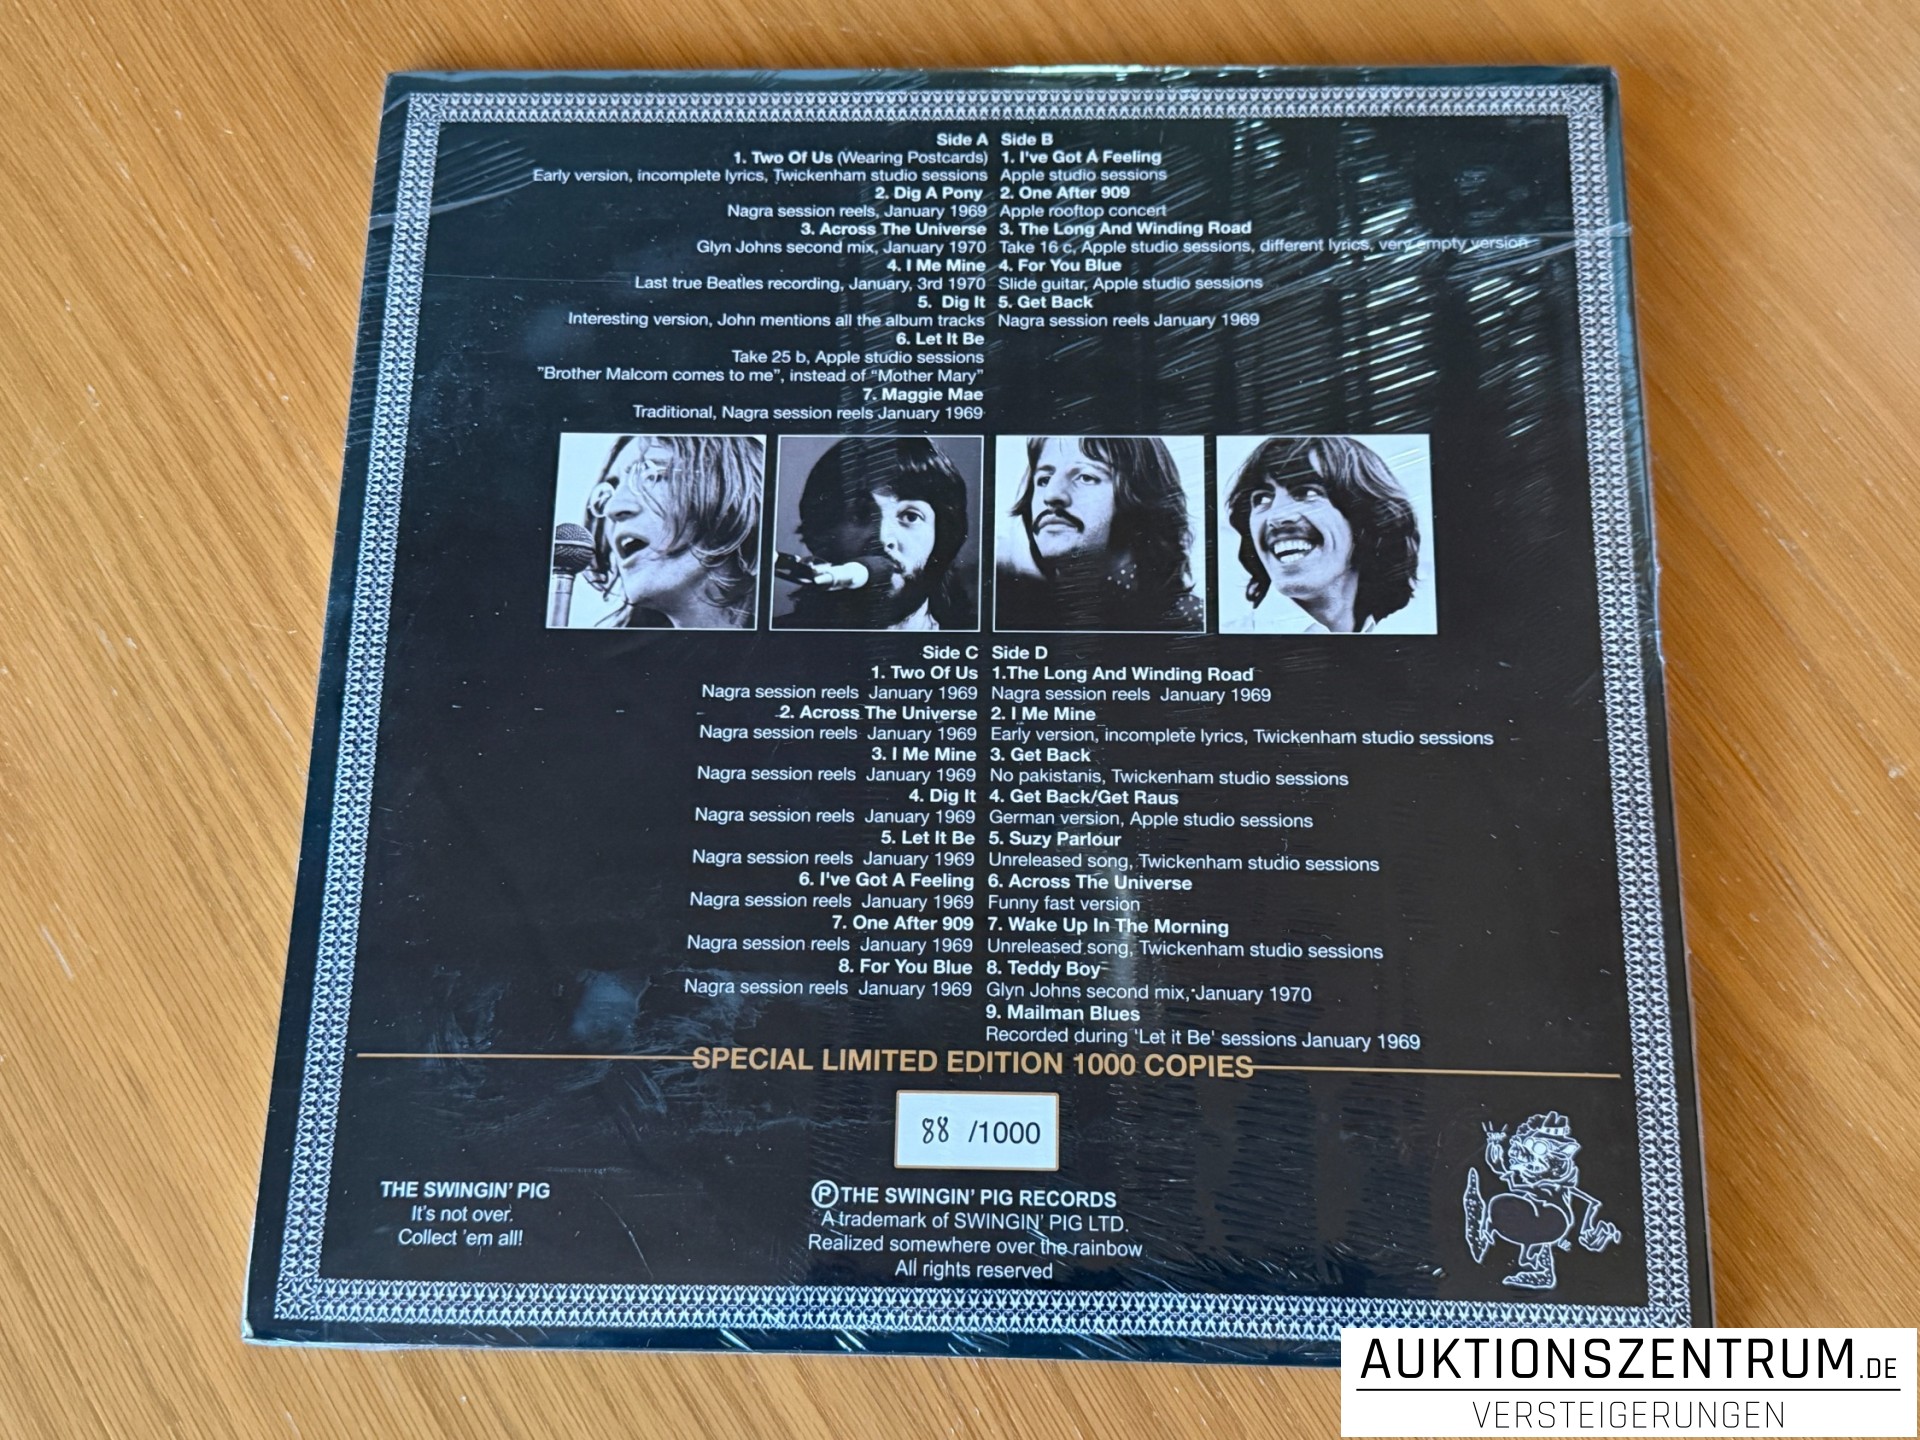 Side A
1. Two Of Us (Wearing Postcards)
Early version, incomplete lyrics, Twickenham studio sessions
2. Dig A Pony
Nagra session reels, January 1969
3. Across The Universe
Glyn Johns second mix, January 1970
4. I Me Mine
Last true Beatles recording, January, 3rd 1970
5. Dig It
Interesting version, John mentions all the album tracks
6. Let It Be
Take 25 b, Apple studio sessions
"Brother Malcom comes to me", instead of "Mother Mary"
7. Maggie Mae
Traditional, Nagra session reels January 1969
Side B
1. I've Got A Feeling
Apple studio sessions
2. One After 909
Apple rooftop concert
3. The Long And Winding Road
Take 16 c, Apple studio sessions, different lyrics, very empty version
4. For You Blue
Slide guitar, Apple studio sessions
5. Get Back
Nagra session reels January 1969
Side C
1. Two Of Us
Nagra session reels January 1969
2. Across The Universe
Nagra session reels January 1969
3. I Me Mine
Nagra session reels January 1969
4. Dig It
Nagra session reels January 1969
5. Let It Be
Nagra session reels January 1969
6. I've Got A Feeling
Nagra session reels January 1969
7. One After 909
Nagra session reels January 1969
8. For You Blue
Nagra session reels January 1969
Side D
1.The Long And Winding Road
Nagra session reels January 1969
2. I Me Mine
Early version, incomplete lyrics, Twickenham studio sessions
3. Get Back
No pakistanis, Twickenham studio sessions
4. Get Back/Get Raus
German version, Apple studio sessions
5. Suzy Parlour
Unreleased song, Twickenham studio sessions
6. Across The Universe
Funny fast version
7. Wake Up In The Morning
Unreleased song, Twickenham studio sessions
8. Teddy Boy
Glyn Johns second mix, January 1970
9. Mailman Blues
Recorded during 'Let it Be' sessions January 1969
SPECIAL LIMITED EDITION 1000 COPIES
88 /1000
THE SWINGIN' PIG
It's not over.
Collect 'em all!
℗ THE SWINGIN' PIG RECORDS
A trademark of SWINGIN' PIG LTD.
Realized somewhere over the rainbow
All rights reserved
AUKTIONSZENTRUM.DE
VERSTEIGERUNGEN